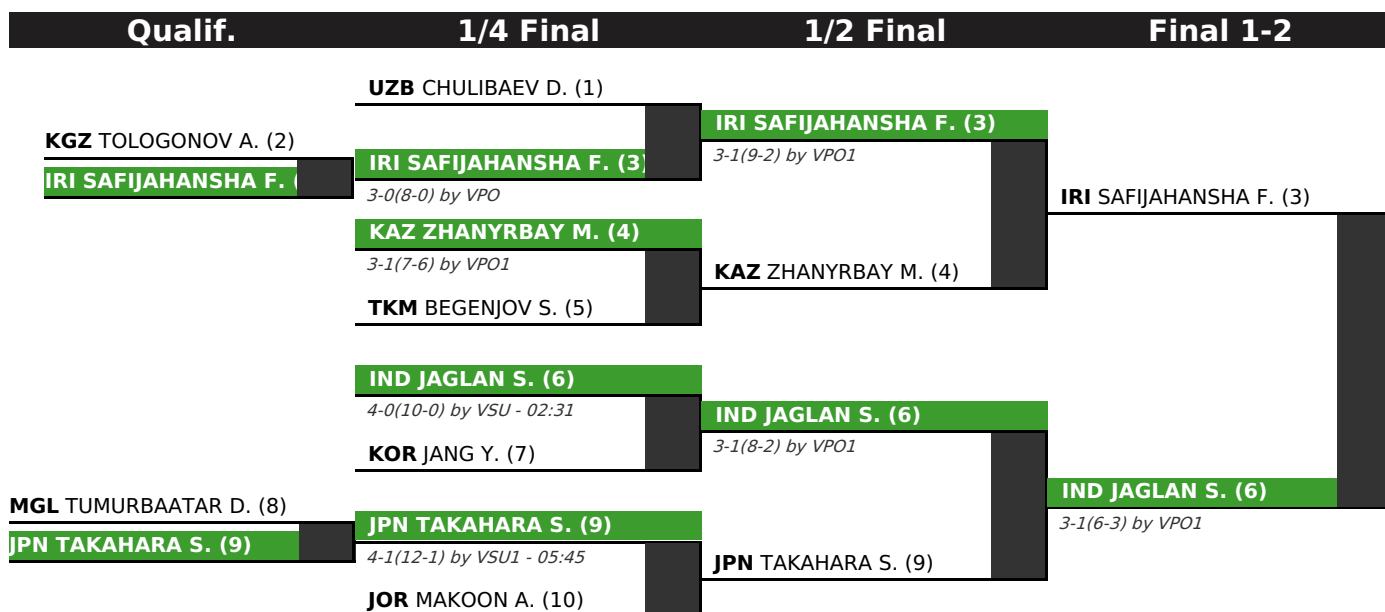 Qualif.
1/4 Final
1/2 Final
Final 1-2
KGZ TOLOGONOV A. (2)
IRI SAFIJAHANSHA F. (
MGL TUMURBAATAR D. (8)
JPN TAKAHARA S. (9)
UZB CHULIBAEV D. (1)
IRI SAFIJAHANSHA F. (3)
3-0(8-0) by VPO
KAZ ZHANYRBAY M. (4)
3-1(7-6) by VPO1
TKM BEGENJOV S. (5)
IND JAGLAN S. (6)
4-0(10-0) by VSU - 02:31
KOR JANG Y. (7)
JPN TAKAHARA S. (9)
4-1(12-1) by VSU1 - 05:45
JOR MAKOON A. (10)
IRI SAFIJAHANSHA F. (3)
3-1(9-2) by VPO1
KAZ ZHANYRBAY M. (4)
IND JAGLAN S. (6)
3-1(8-2) by VPO1
JPN TAKAHARA S. (9)
IRI SAFIJAHANSHA F. (3)
IND JAGLAN S. (6)
3-1(6-3) by VPO1